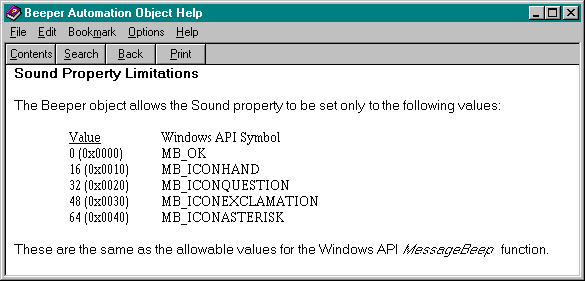 Beeper Automation Object Help
File Edit Bookmark Options Help
Contents Search Back Print
Sound Property Limitations
The Beeper object allows the Sound property to be set only to the following values:
Value Windows API Symbol
0 (0x0000) MB_OK
16 (0x0010) MB_ICONHAND
32 (0x0020) MB_ICONQUESTION
48 (0x0030) MB_ICONEXCLAMATION
64 (0x0040) MB_ICONASTERISK
These are the same as the allowable values for the Windows API MessageBeep function.